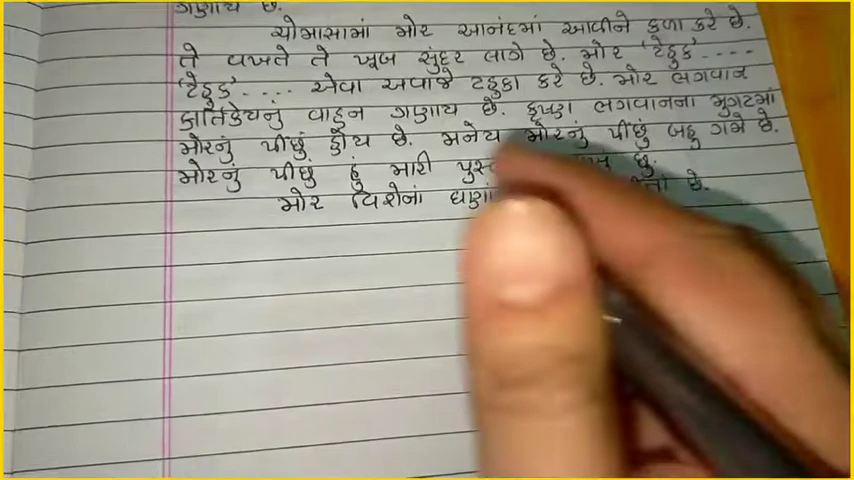 ગણાય છે.
ચોમાસામાં મોર આનંદમાં આવીને કળા કરે છે.
તે વખતે તે ખૂબ સુંદર લાગે છે. મોર 'ટેહુક'----
'ટેહુક'.... એવા અવાજે ટહુકા કરે છે. મોર ભગવાન
કાર્તિકેયનું વાહન ગણાય છે. કૃષ્ણ ભગવાનના મુગટમાં
મોરનું પીંછું હોય છે. મનેય મોરનું પીંછું બહુ ગમે છે.
મોરનું પીંછું હું મારી છું.
મોર વિશેનાં ઘણાં છે.